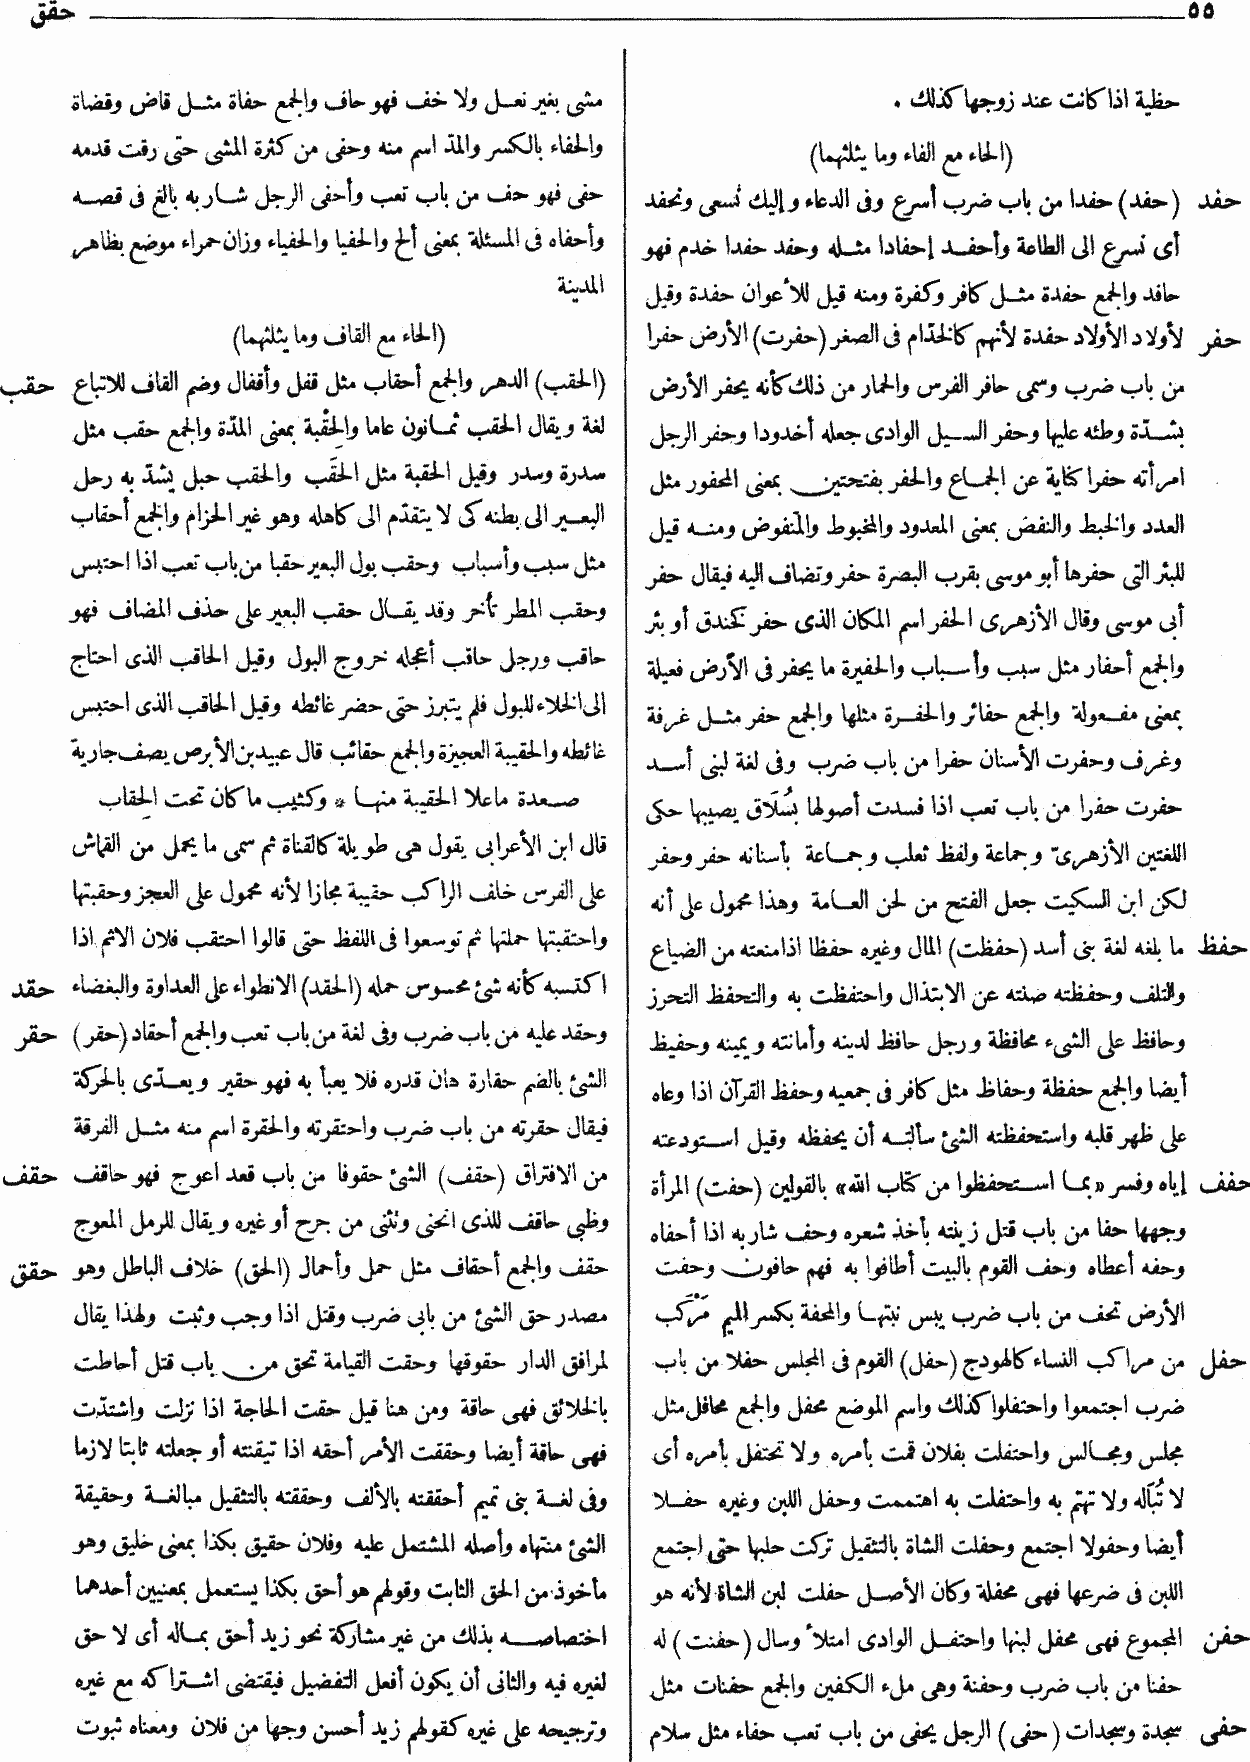 ٥٥ حقق
حظية اذا كانت عند زوجها كذلك .
(الحاء مع الفاء وما يثلثهما)
حفد (حفد) حفدا من باب ضرب أسرع وفى الدعاء وإليك نسعى ونحفد
أى نسرع الى الطاعة وأحفد إحفادا مثله وحفد حفدا خدم فهو
حافد والجمع حفدة مثل كافر وكفرة ومنه قيل للأعوان حفدة وقيل
حفر لأولاد الأولاد حفدة لأنهم كالخدّام فى الصغر (حفرت) الأرض حفرا
من باب ضرب وسمى حافر الفرس والحمار من ذلك كأنه يحفر الأرض
بشدّة وطئه عليها وحفر السيل الوادى جعله أخدودا وحفر الرجل
امرأته حفرا كناية عن الجماع والحفر بفتحتين بمعنى المحفور مثل
العدد والخبط والنفض بمعنى المعدود والمخبوط والمنفوض ومنه قيل
للبئر التى حفرها أبو موسى بقرب البصرة حفر وتضاف اليه فيقال حفر
أبى موسى وقال الأزهرى الحفر اسم المكان الذى حفر كخندق أو بئر
والجمع أحفار مثل سبب وأسباب والحفيرة ما يحفر فى الأرض فعيلة
بمعنى مفعولة والجمع حفائر والحفرة مثلها والجمع حفر مثل غرفة
وغرف وحفرت الأسنان حفرا من باب ضرب وفى لغة لبنى أسد
حفرت حفرا من باب تعب اذا فسدت أصولها بسُلَاق يصيبها حكى
اللغتين الأزهرىّ وجماعة ولفظ ثعلب وجماعة بأسنانه حفر وحفر
لكن ابن السكيت جعل الفتح من لحن العامة وهذا محمول على أنه
حفظ ما بلغه لغة بنى أسد (حفظت) المال وغيره حفظا اذا منعته من الضياع
والتلف وحفظته صنته عن الابتذال واحتفظت به والتحفظ التحرز
وحافظ على الشىء محافظة ورجل حافظ لدينه وأمانته ويمينه وحفيظ
أيضا والجمع حفظة وحفاظ مثل كافر فى جمعيه وحفظ القرآن اذا وعاه
على ظهر قلبه واستحفظته الشئ سألته أن يحفظه وقيل استودعته
حفف إياه وفسر «بما استحفظوا من كتاب الله» بالقولين (حفت) المرأة
وجهها حفا من باب قتل زينته بأخذ شعره وحف شاربه اذا أحفاه
وحفه أعطاه وحف القوم بالبيت أطافوا به فهم حافون وحفت
الأرض تحف من باب ضرب يبس نبتها والمحفة بكسر الميم مَرْكَب
حفل من مراكب النساء كالهودج (حفل) القوم فى المجلس حفلا من باب
ضرب اجتمعوا واحتفلوا كذلك واسم الموضع محفل والجمع محافل مثل
مجلس ومجالس واحتفلت بفلان قمت بأمره ولا تحتفل بأمره أى
لا تُبَاله ولا تهتم به واحتفلت به اهتممت وحفل اللبن وغيره حفلا
أيضا وحفولا اجتمع وحفلت الشاة بالتثقيل تركت حلبها حتى اجتمع
اللبن فى ضرعها فهى محفلة وكان الأصل حفلت لبن الشاة لأنه هو
حفن المجموع فهى محفل لبنها واحتفل الوادى امتلأ وسال (حفنت) له
حفنا من باب ضرب وحفنة وهى ملء الكفين والجمع حفنات مثل
حفى سجدة وسجدات (حفى) الرجل يحفى من باب تعب حفاء مثل سلام
مشى بغير نعل ولا خف فهو حاف والجمع حفاة مثل قاض وقضاة
والحفاء بالكسر والمدّ اسم منه وحفى من كثرة المشى حتى رقت قدمه
حفى فهو حف من باب تعب وأحفى الرجل شاربه بالغ فى قصه
وأحفاه فى المسئلة بمعنى ألح والحفيا والحفياء وزان حمراء موضع بظاهر
المدينة
(الحاء مع القاف وما يثلثهما)
(الحقب) الدهر والجمع أحقاب مثل قفل وأقفال وضم القاف للاتباع حقب
لغة ويقال الحقب ثمانون عاما والحِقْبة بمعنى المدّة والجمع حقب مثل
سدرة وسدر وقيل الحقبة مثل الحقَب والحقب حبل يشدّ به رحل
البعير الى بطنه كى لا يتقدّم الى كاهله وهو غير الحزام والجمع أحقاب
مثل سبب وأسباب وحقب بول البعير حقبا من باب تعب اذا احتبس
وحقب المطر تأخر وقد يقال حقب البعير على حذف المضاف فهو
حاقب ورجل حاقب أعجله خروج البول وقيل الحاقب الذى احتاج
الى الخلاء للبول فلم يتبرز حتى حضر غائطه وقيل الحاقب الذى احتبس
غائطه والحقيبة العجيزة والجمع حقائب قال عبيد بن الأبرص يصف جارية
صعدة ما علا الحقيبة منها * وكثيب ما كان تحت الحِقاب
قال ابن الأعرابى يقول هى طويلة كالقناة ثم سمى ما يحمل من القماش
على الفرس خلف الراكب حقيبة مجازا لأنه محمول على العجز وحقبتها
واحتقبتها حملتها ثم توسعوا فى اللفظ حتى قالوا احتقب فلان الاثم اذا
اكتسبه كأنه شئ محسوس حمله (الحقد) الانطواء على العداوة والبغضاء حقد
وحقد عليه من باب ضرب وفى لغة من باب تعب والجمع أحقاد (حقر) حقر
الشئ بالضم حقارة هان قدره فلا يعبأ به فهو حقير ويعدّى بالحركة
فيقال حقرته من باب ضرب واحتقرته والحقرة اسم منه مثل الفرقة
من الافتراق (حقف) الشئ حقوفا من باب قعد اعوج فهو حاقف حقف
وظبى حاقف للذى انحنى وتثنى من جرح أو غيره ويقال للرمل المعوج
حقف والجمع أحقاف مثل حمل وأحمال (الحق) خلاف الباطل وهو حقق
مصدر حق الشئ من بابى ضرب وقتل اذا وجب وثبت ولهذا يقال
لمرافق الدار حقوقها وحقت القيامة تحق من باب قتل أحاطت
بالخلائق فهى حاقة ومن هنا قيل حقت الحاجة اذا نزلت واشتدّت
فهى حاقة أيضا وحققت الأمر أحقه اذا تيقنته أو جعلته ثابتا لازما
وفى لغة بنى تميم أحققته بالألف وحققته بالتثقيل مبالغة وحقيقة
الشئ منتهاه وأصله المشتمل عليه وفلان حقيق بكذا بمعنى خليق وهو
مأخوذ من الحق الثابت وقولهم هو أحق بكذا يستعمل بمعنيين أحدهما
اختصاصه بذلك من غير مشاركة نحو زيد أحق بماله أى لا حق
لغيره فيه والثانى أن يكون أفعل التفضيل فيقتضى اشتراكه مع غيره
وترجيحه على غيره كقولهم زيد أحسن وجها من فلان ومعناه ثبوت